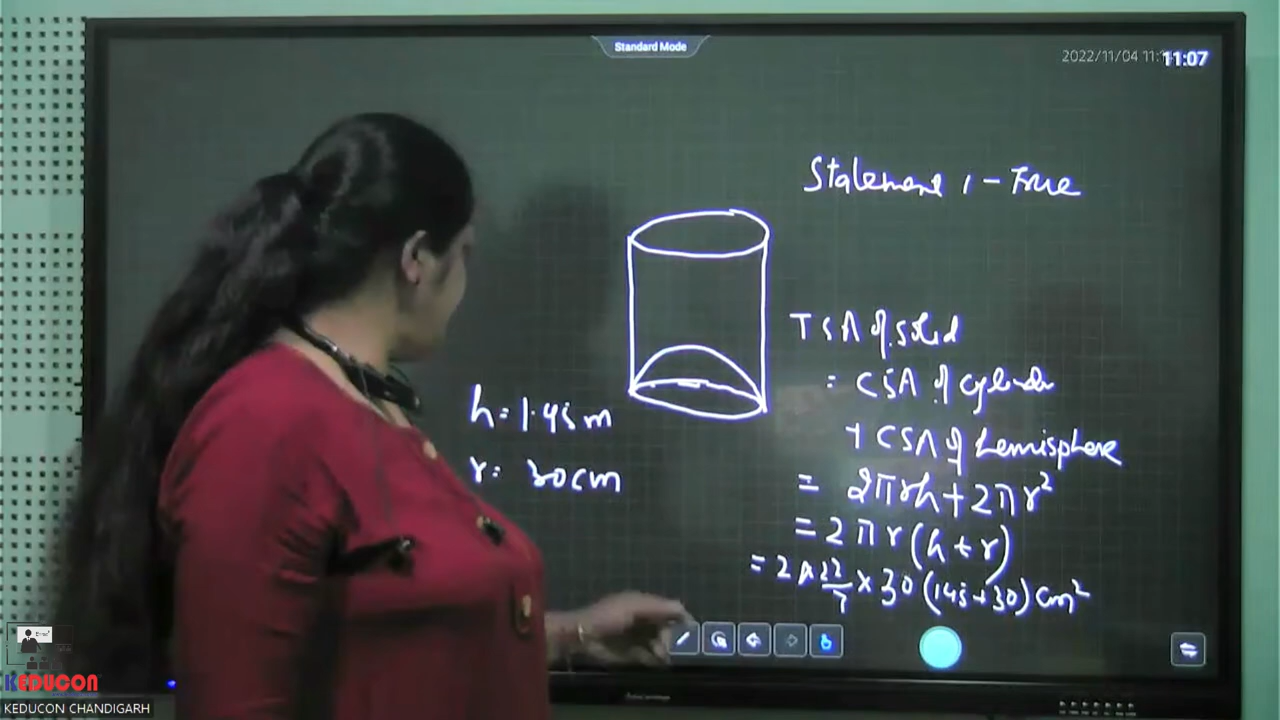 Standard Mode
2022/11/04 11:
11:07
Statement 1 - True
TSA of solid
= CSA of cylinder
+ CSA of hemisphere
h = 1.45 m
r = 30 cm
= 2πrh + 2πr²
= 2πr(h + r)
= 2 × 22/7 × 30 (145 + 30) cm²
KEDUCON
KEDUCON CHANDIGARH